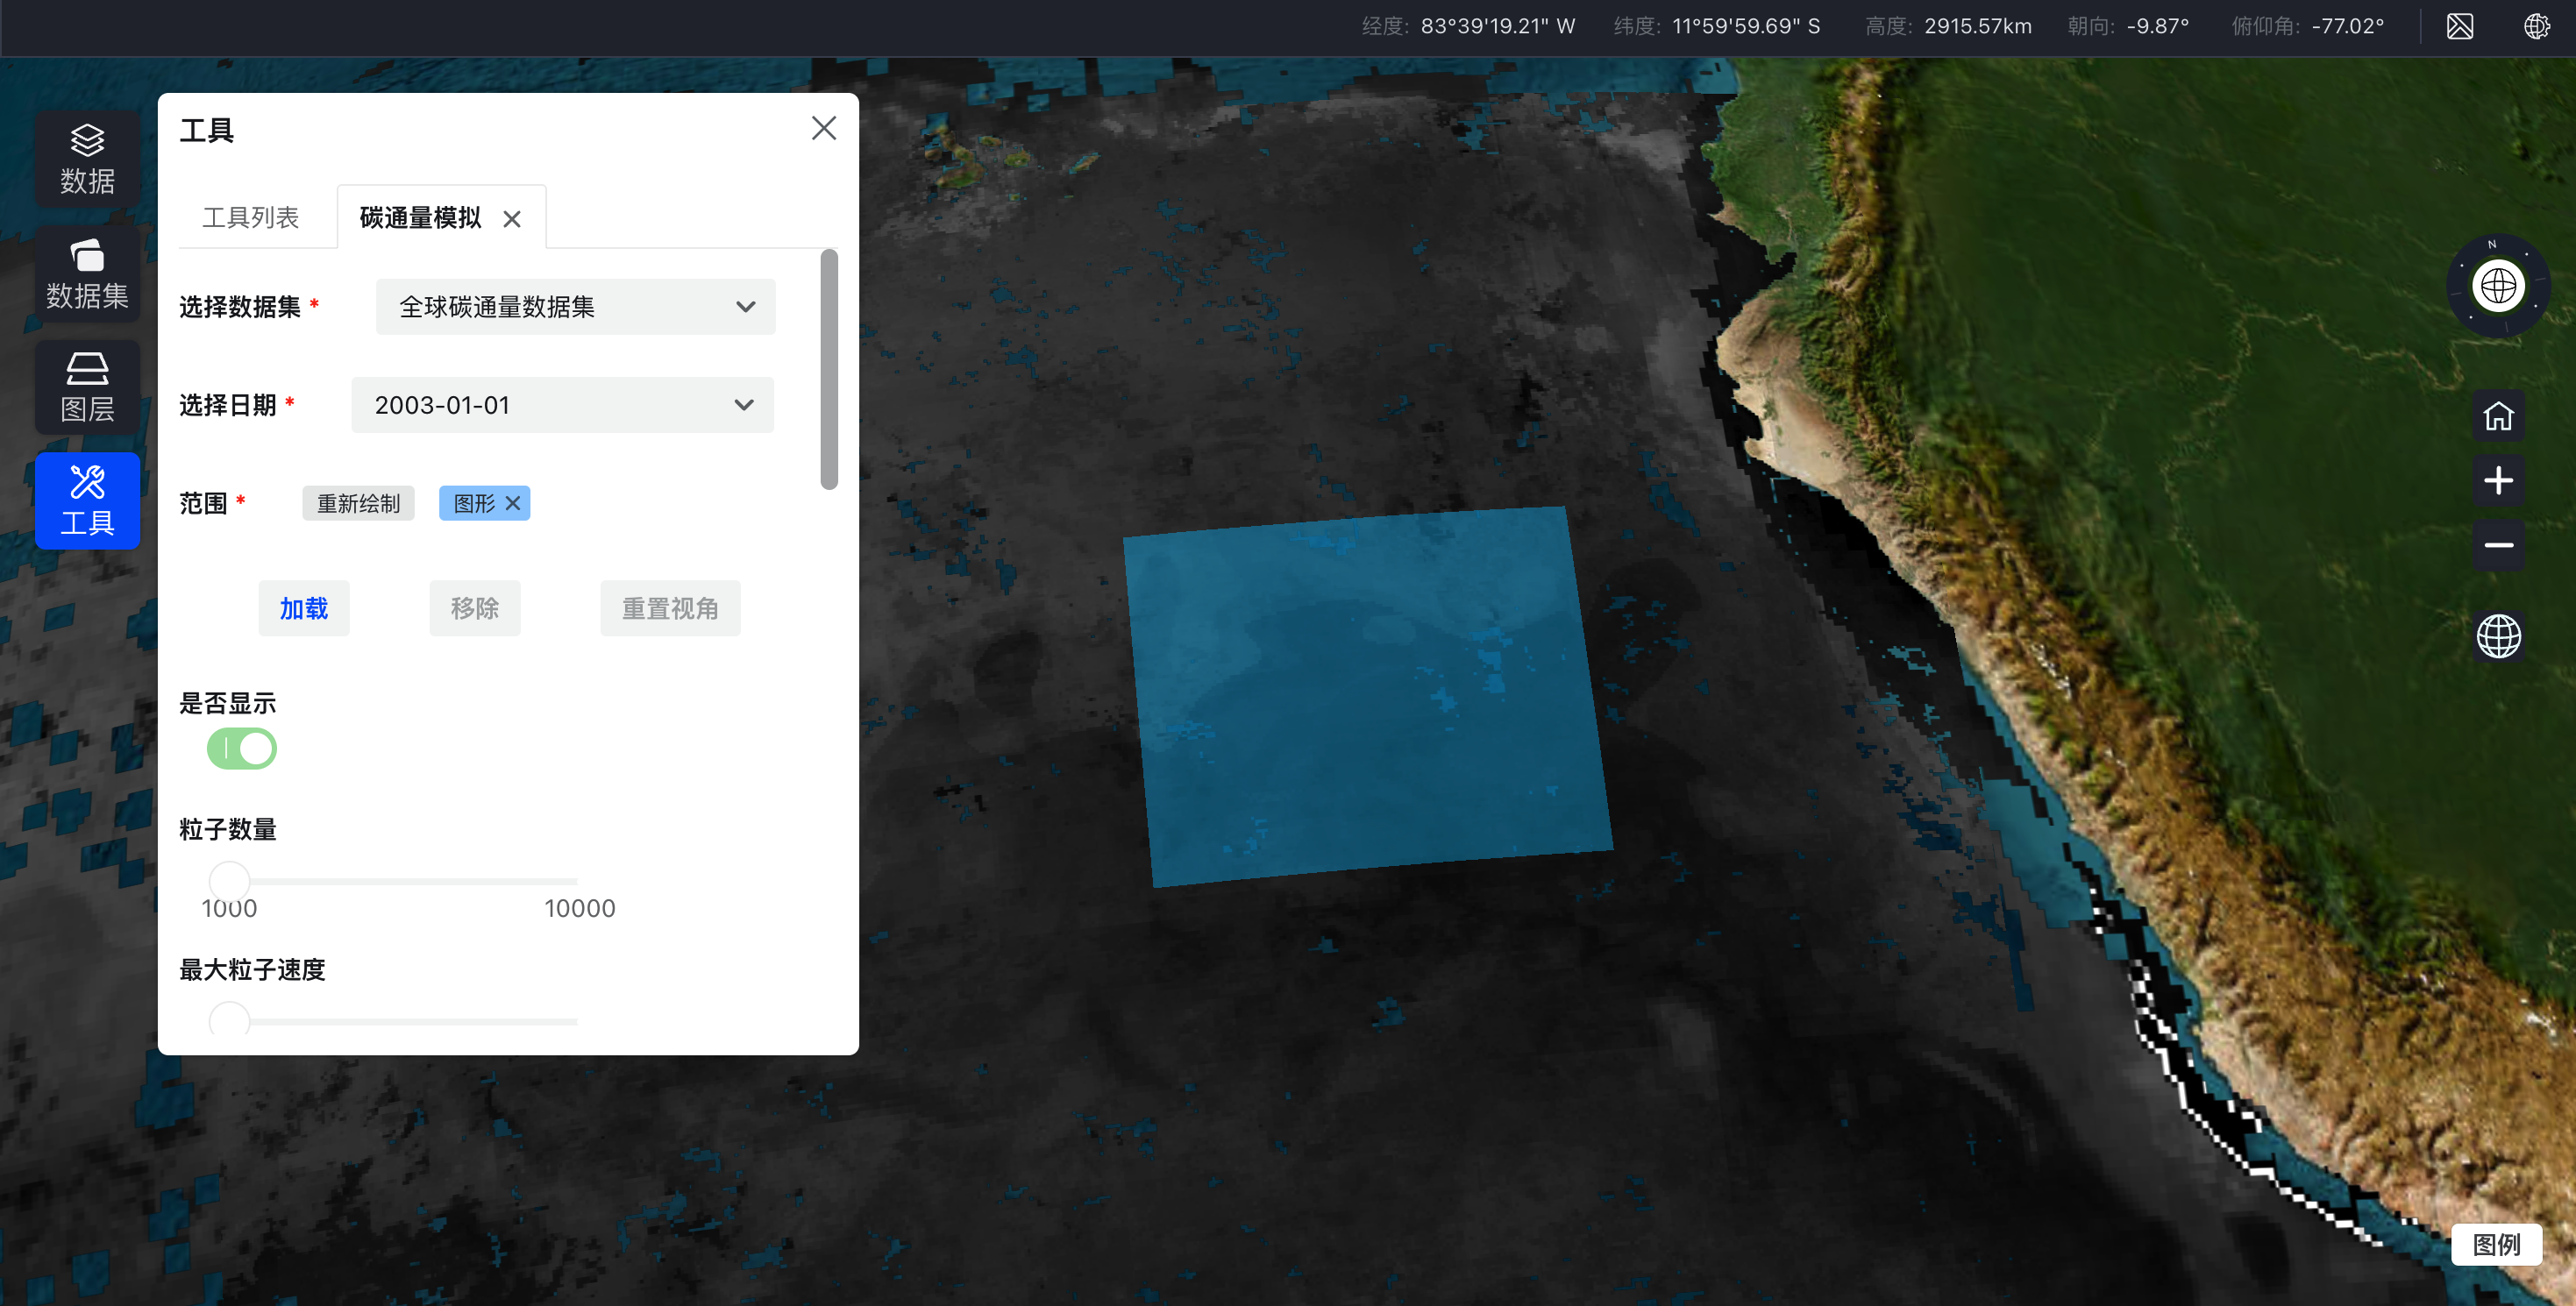 经度: 83°39'19.21" W 纬度: 11°59'59.69" S 高度: 2915.57km 朝向: -9.87° 俯仰角: -77.02°
数据
数据集
图层
工具
工具
工具列表 碳通量模拟
选择数据集 * 全球碳通量数据集
选择日期 * 2003-01-01
范围 * 重新绘制 图形
加载 移除 重置视角
是否显示
粒子数量
1000 10000
最大粒子速度
N
图例